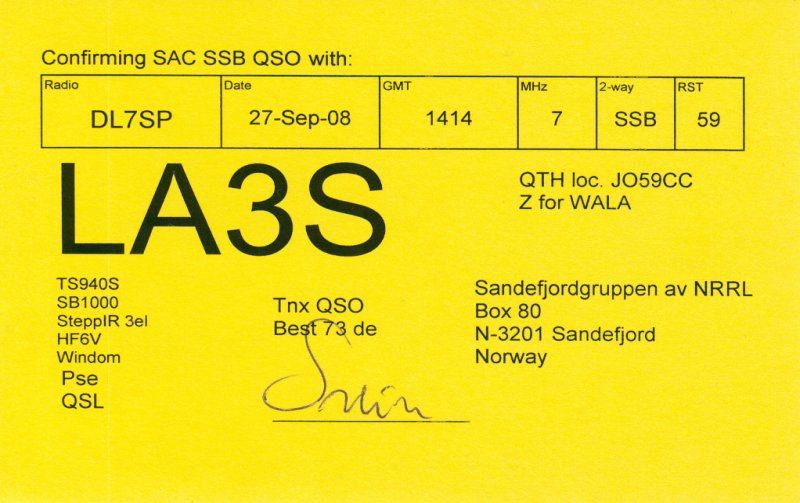 Confirming SAC SSB QSO with:
Radio Date GMT MHz 2-way RST
DL7SP 27-Sep-08 1414 7 SSB 59
LA3S
QTH loc. JO59CC
Z for WALA
TS940S
SB1000
SteppIR 3el
HF6V
Windom
Pse
QSL
Tnx QSO
Best 73 de
Sandefjordgruppen av NRRL
Box 80
N-3201 Sandefjord
Norway